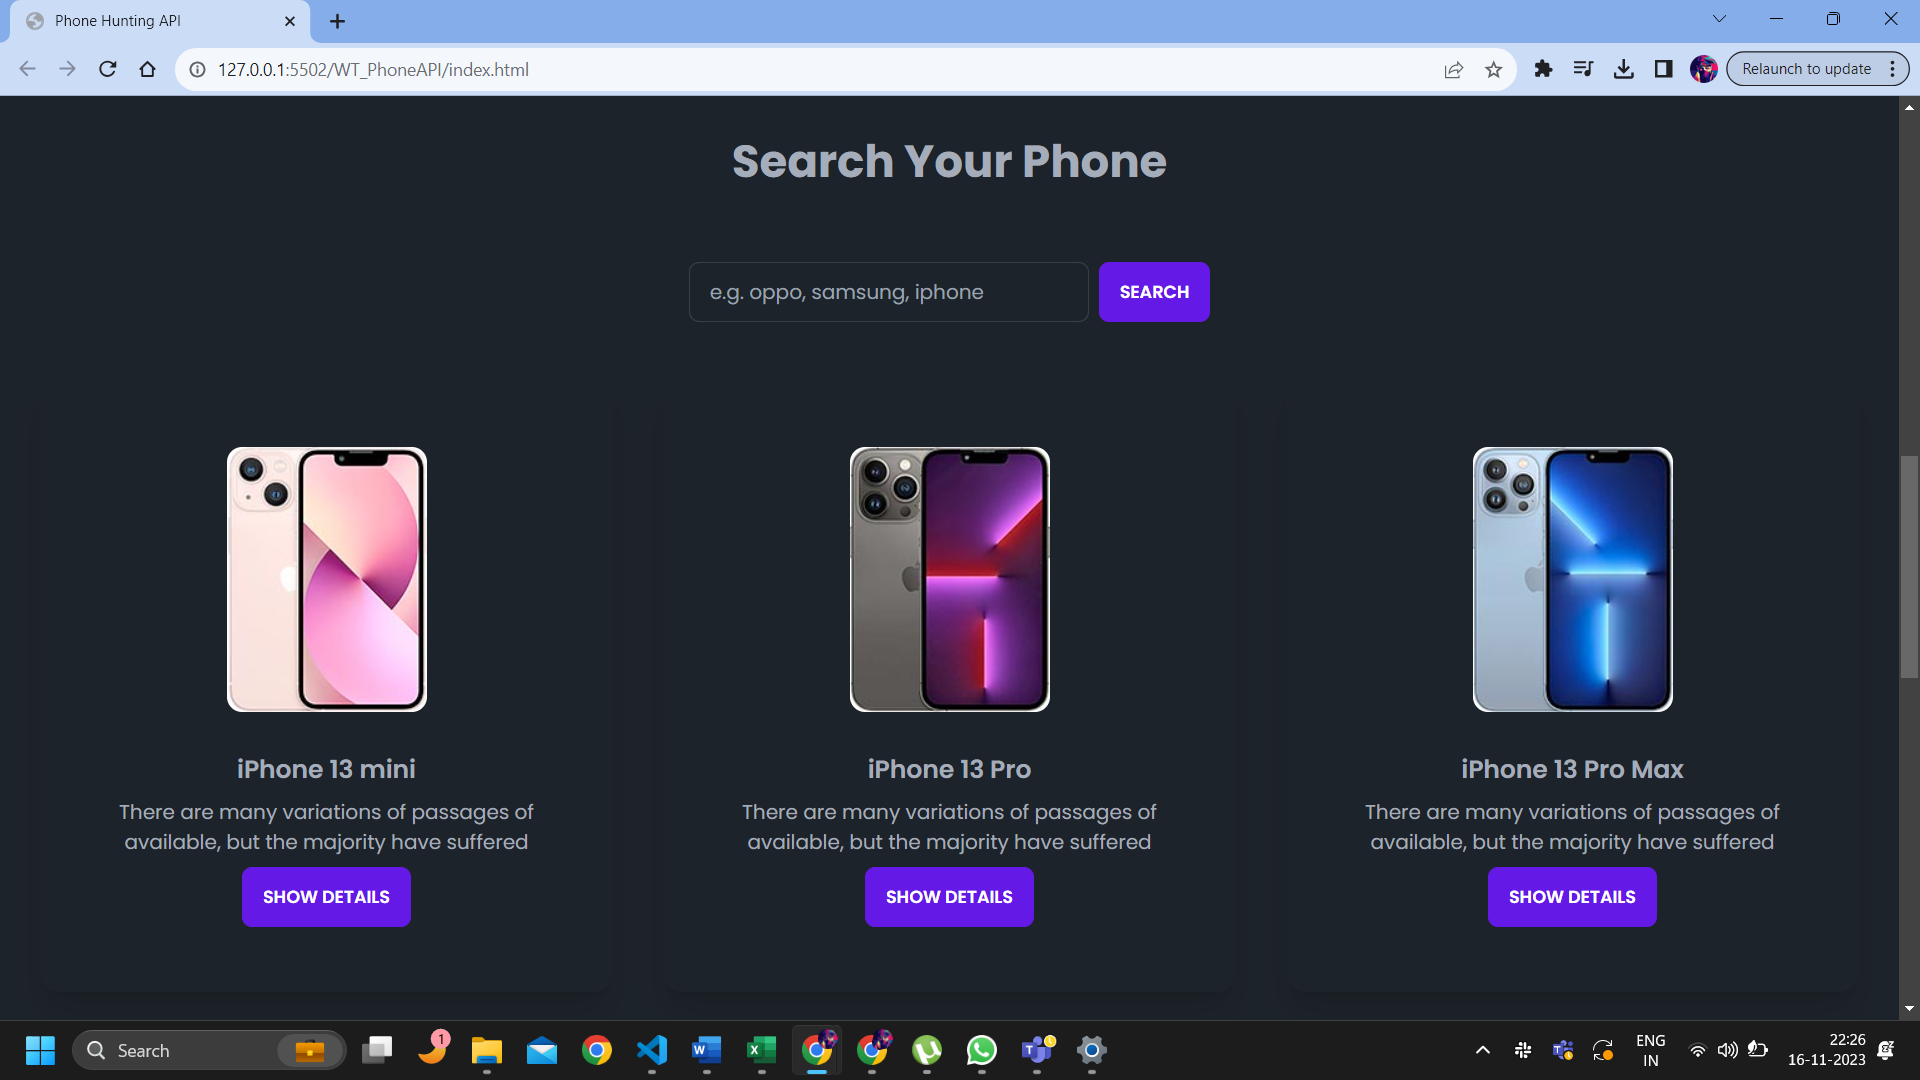 Phone Hunting API
127.0.0.1:5502/WT_PhoneAPI/index.html
Relaunch to update
Search Your Phone
e.g. oppo, samsung, iphone
SEARCH
iPhone 13 mini
There are many variations of passages of
available, but the majority have suffered
SHOW DETAILS
iPhone 13 Pro
There are many variations of passages of
available, but the majority have suffered
SHOW DETAILS
iPhone 13 Pro Max
There are many variations of passages of
available, but the majority have suffered
SHOW DETAILS
Search
1
ENG
IN
22:26
16-11-2023